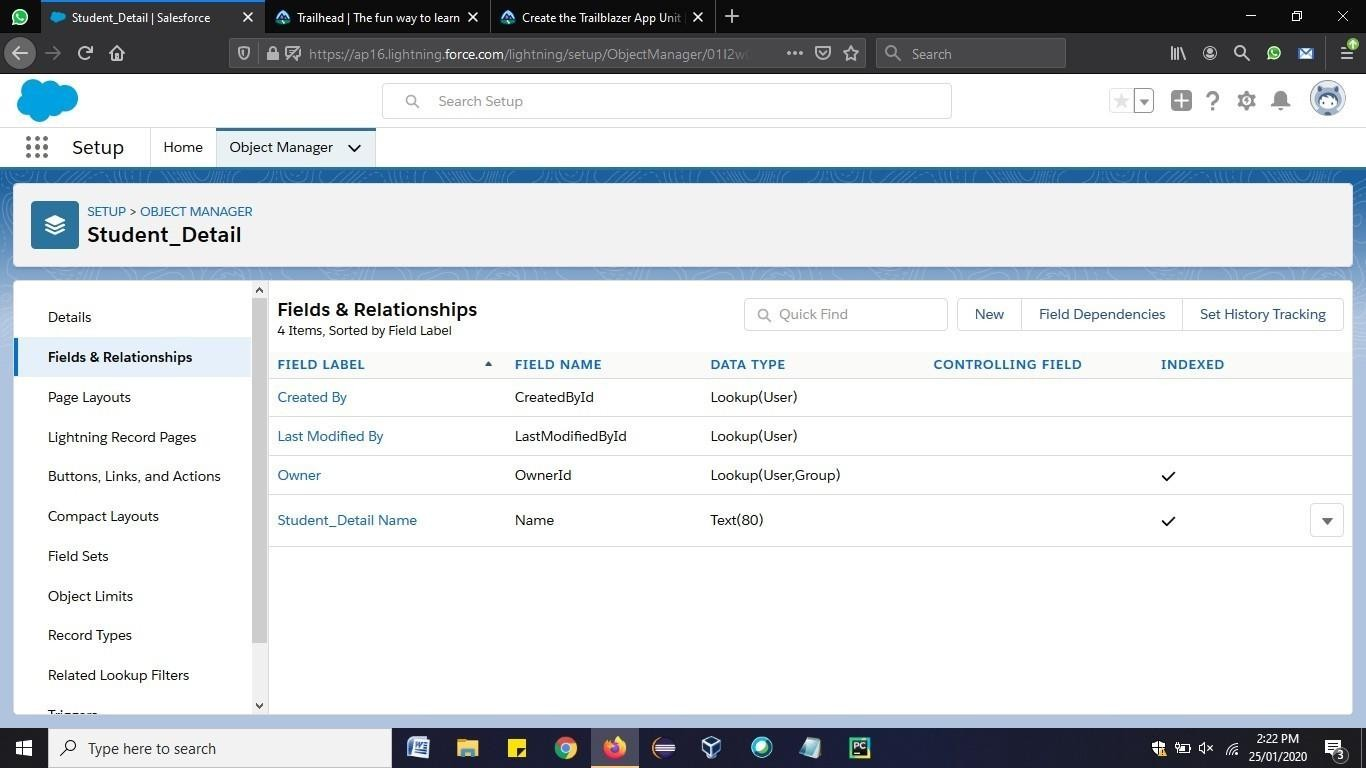 Student_Detail | Salesforce
Trailhead | The fun way to learn
Create the Trailblazer App Unit |
https://ap16.lightning.force.com/lightning/setup/ObjectManager/01I2w
Search
Search Setup
Setup
Home
Object Manager
SETUP > OBJECT MANAGER
Student_Detail
Details
Fields & Relationships
Page Layouts
Lightning Record Pages
Buttons, Links, and Actions
Compact Layouts
Field Sets
Object Limits
Record Types
Related Lookup Filters
Triggers
Fields & Relationships
4 Items, Sorted by Field Label
Quick Find
New
Field Dependencies
Set History Tracking
FIELD LABEL FIELD NAME DATA TYPE CONTROLLING FIELD INDEXED
Created By CreatedById Lookup(User)
Last Modified By LastModifiedById Lookup(User)
Owner OwnerId Lookup(User,Group)
Student_Detail Name Name Text(80)
Type here to search
PC
2:22 PM
25/01/2020
3